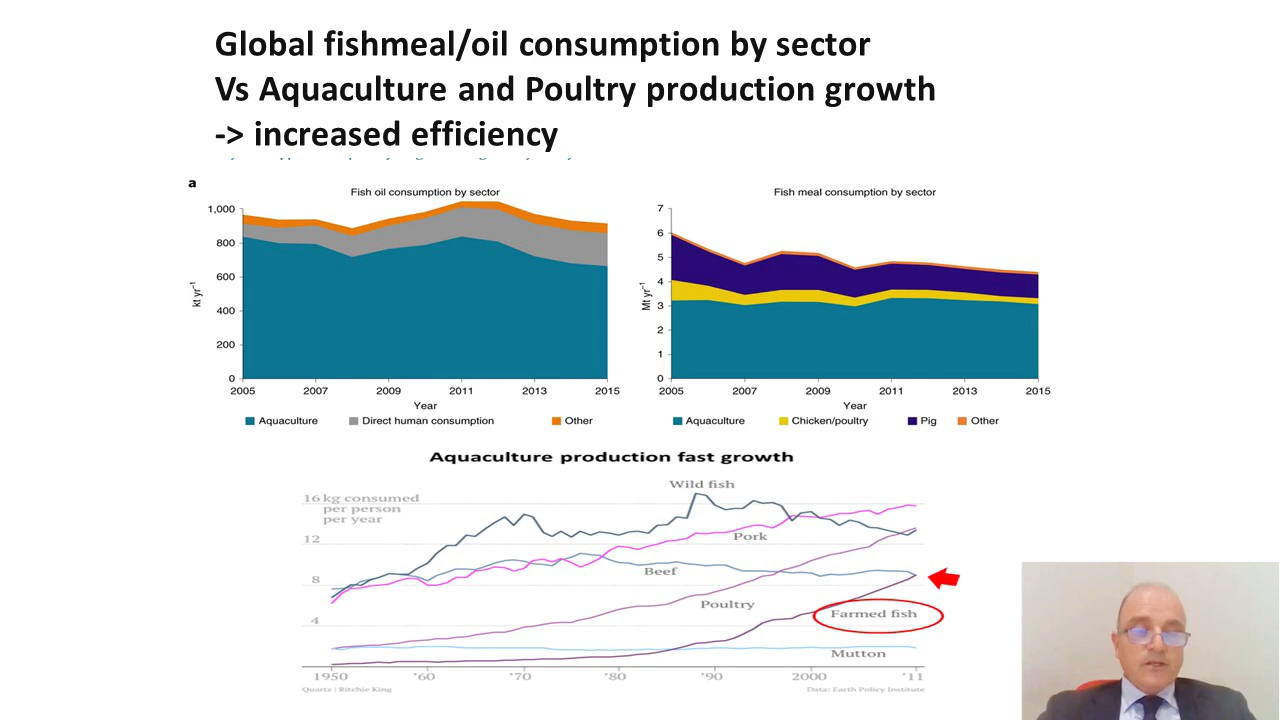 Global fishmeal/oil consumption by sector
Vs Aquaculture and Poultry production growth
-> increased efficiency
a
Fish oil consumption by sector
1,000
800
600
400
200
0
kt yr⁻¹
2005 2007 2009 2011 2013 2015
Year
Aquaculture Direct human consumption Other
Fish meal consumption by sector
7
6
5
4
3
2
1
0
Mt yr⁻¹
2005 2007 2009 2011 2013 2015
Year
Aquaculture Chicken/poultry Pig Other
Aquaculture production fast growth
16 kg consumed
per person
per year
12
8
4
Wild fish
Pork
Beef
Poultry
Farmed fish
Mutton
1950 '60 '70 '80 '90 2000 '11
Quartz | Ritchie King Data: Earth Policy Institute